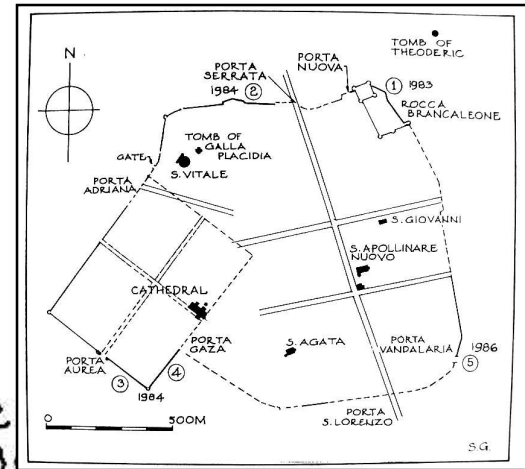 TOMB OF
THEODERIC
N
PORTA
NUOVA
PORTA
SERRATA
1984 ②
① 1983
ROCCA
BRANCALEONE
TOMB OF
GALLA
PLACIDIA
GATE
S. VITALE
PORTA
ADRIANA
S. GIOVANNI
S. APOLLINARE
NUOVO
CATHEDRAL
PORTA
GAZA
S. AGATA
PORTA
VANDALARIA
1986
⑤
PORTA
AUREA
③
④
1984
PORTA
S. LORENZO
0
500M
S.G.